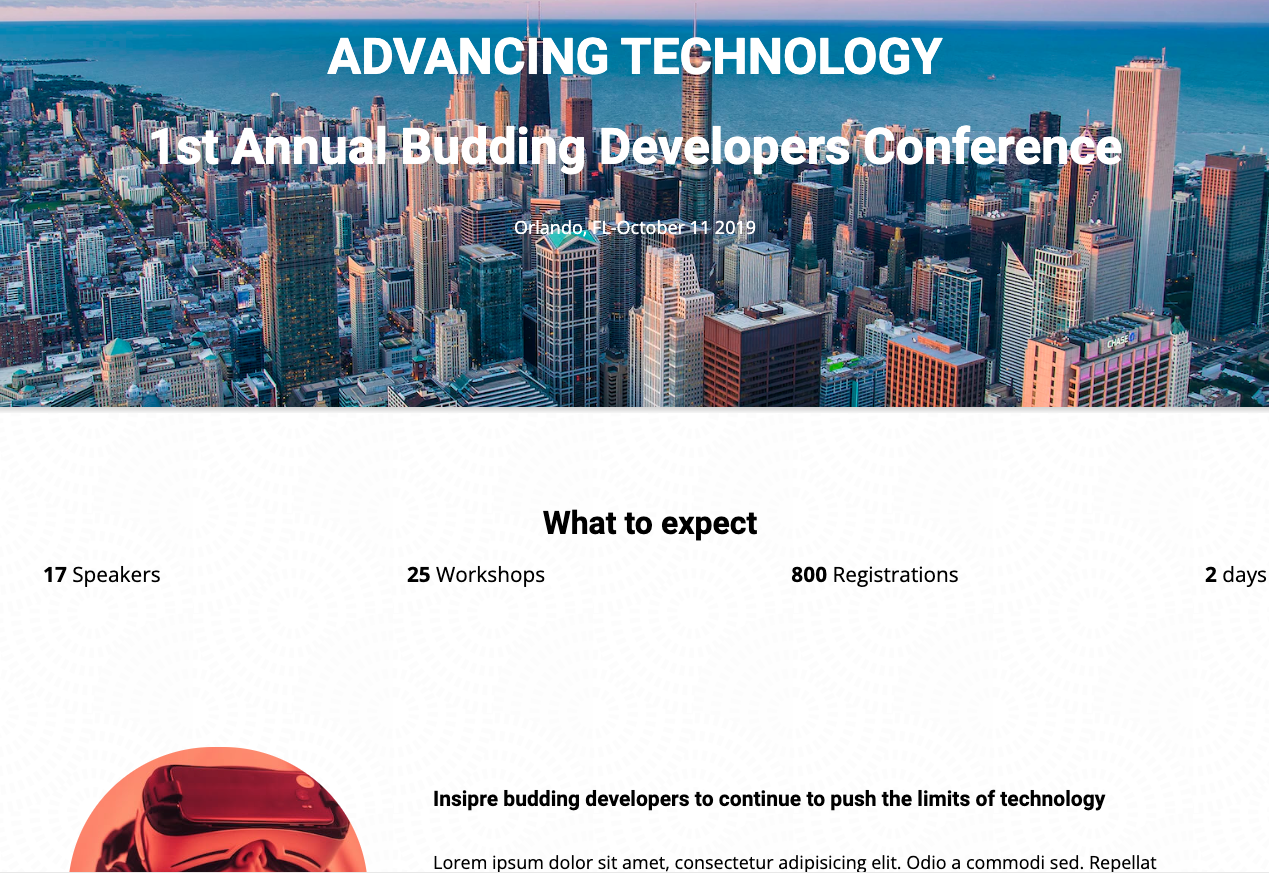 ADVANCING TECHNOLOGY
1st Annual Budding Developers Conference
Orlando, FL-October 11 2019
CHASE
What to expect
17 Speakers 25 Workshops 800 Registrations 2 days
Insipre budding developers to continue to push the limits of technology
Lorem ipsum dolor sit amet, consectetur adipisicing elit. Odio a commodi sed. Repellat